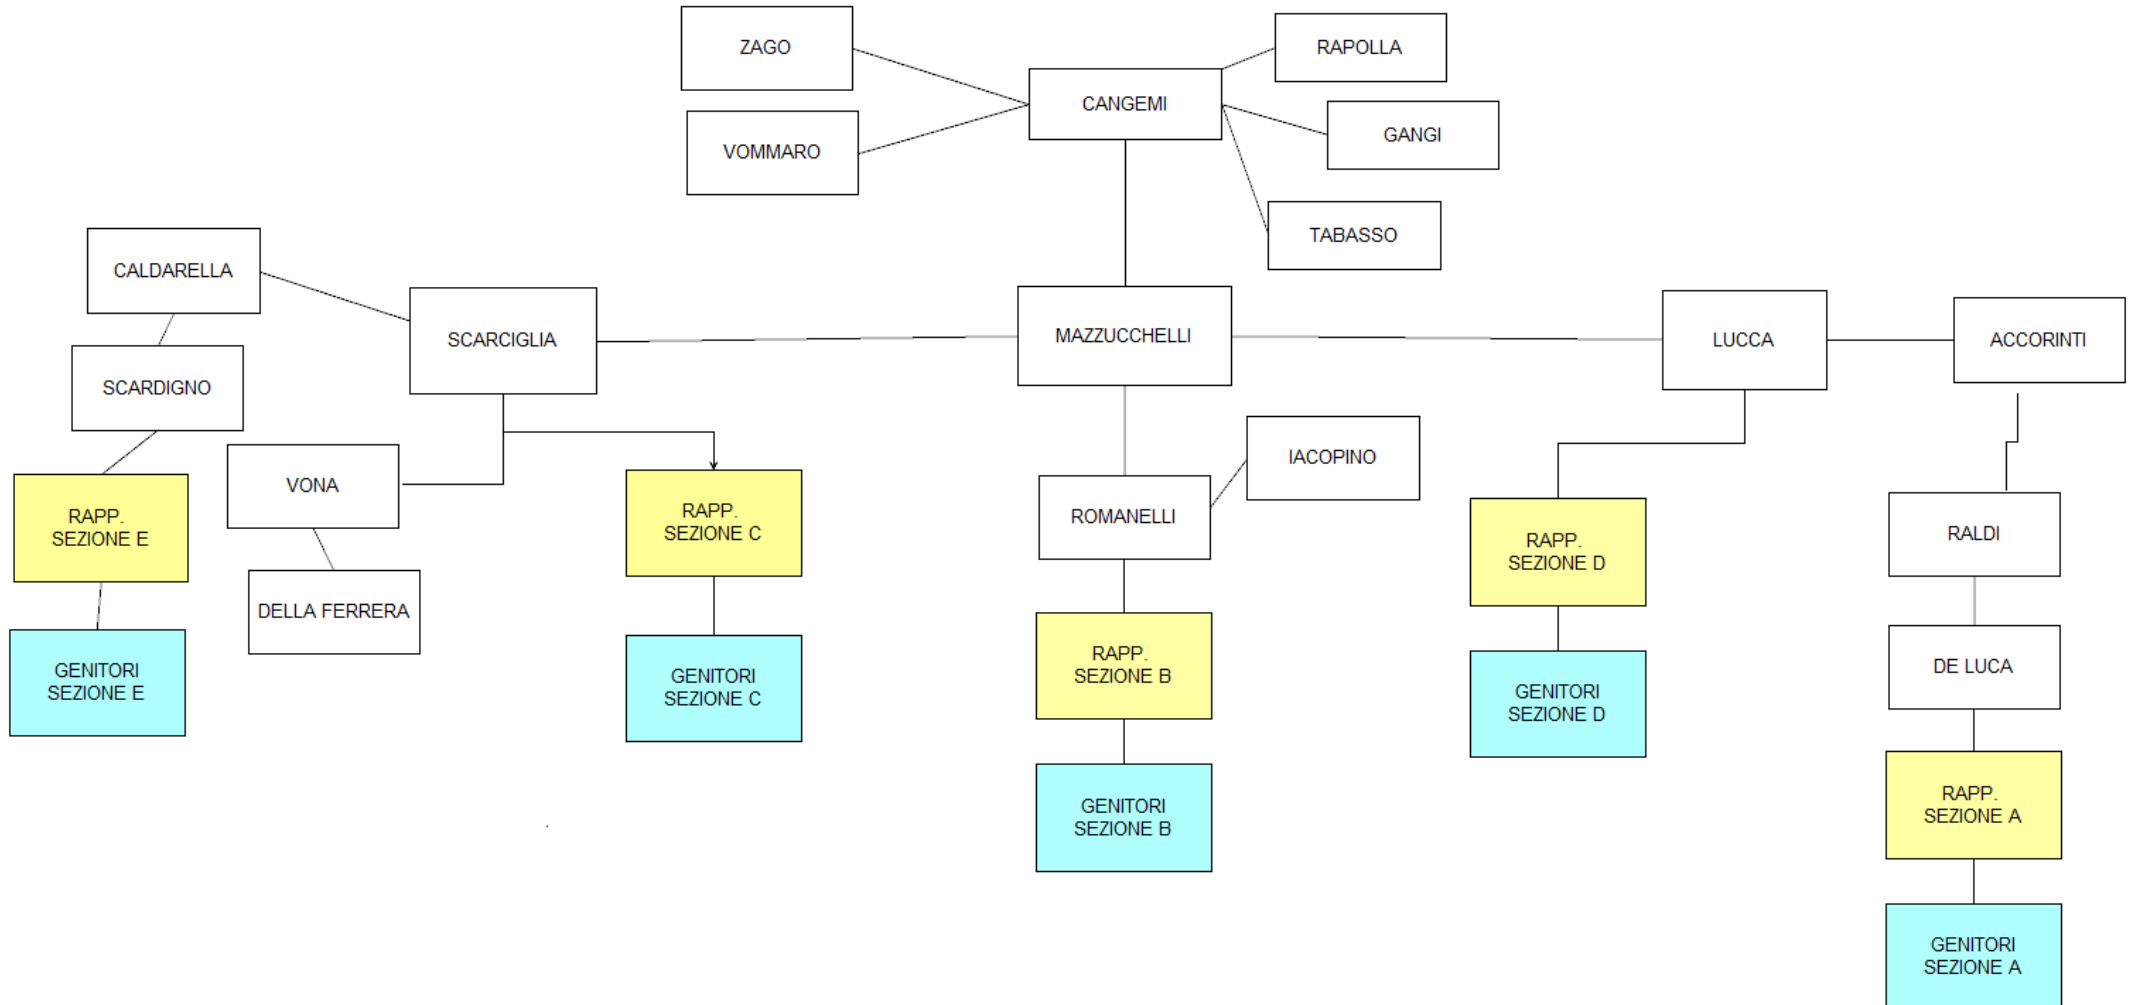 ZAGO
RAPOLLA
CANGEMI
GANGI
VOMMARO
TABASSO
CALDARELLA
SCARCIGLIA
MAZZUCCHELLI
LUCCA
ACCORINTI
SCARDIGNO
IACOPINO
VONA
RAPP.
SEZIONE E
RAPP.
SEZIONE C
ROMANELLI
RAPP.
SEZIONE D
RALDI
DELLA FERRERA
GENITORI
SEZIONE E
GENITORI
SEZIONE C
RAPP.
SEZIONE B
GENITORI
SEZIONE D
DE LUCA
GENITORI
SEZIONE B
RAPP.
SEZIONE A
GENITORI
SEZIONE A